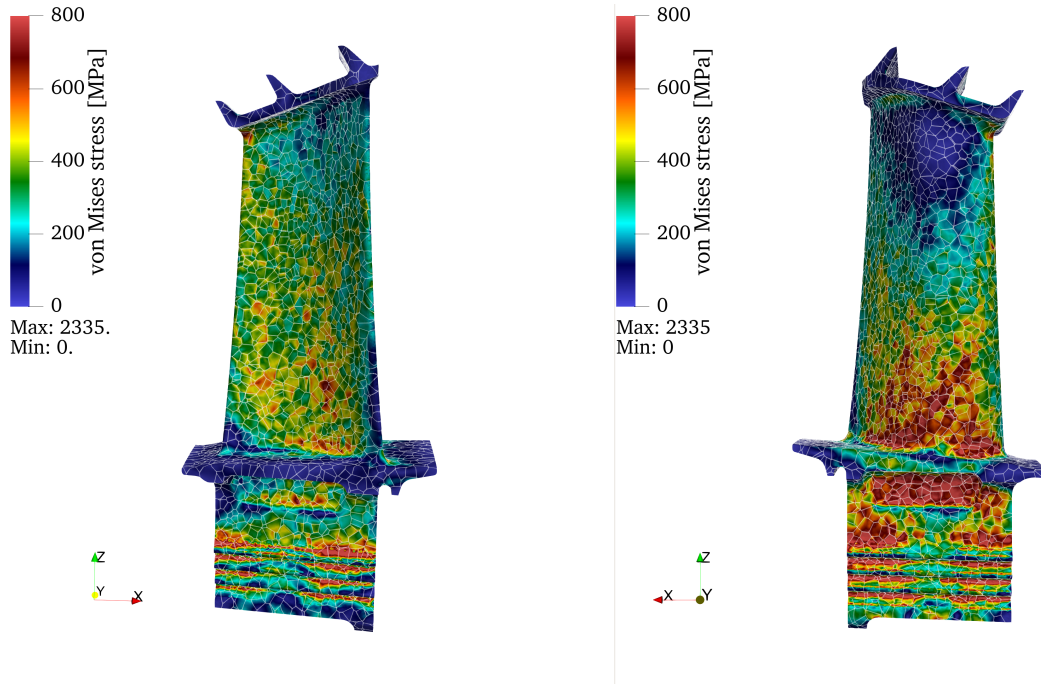 800
600
400
200
0
von Mises stress [MPa]
Max: 2335.
Min: 0.
Z
Y
X
800
600
400
200
0
von Mises stress [MPa]
Max: 2335
Min: 0
Z
X
Y